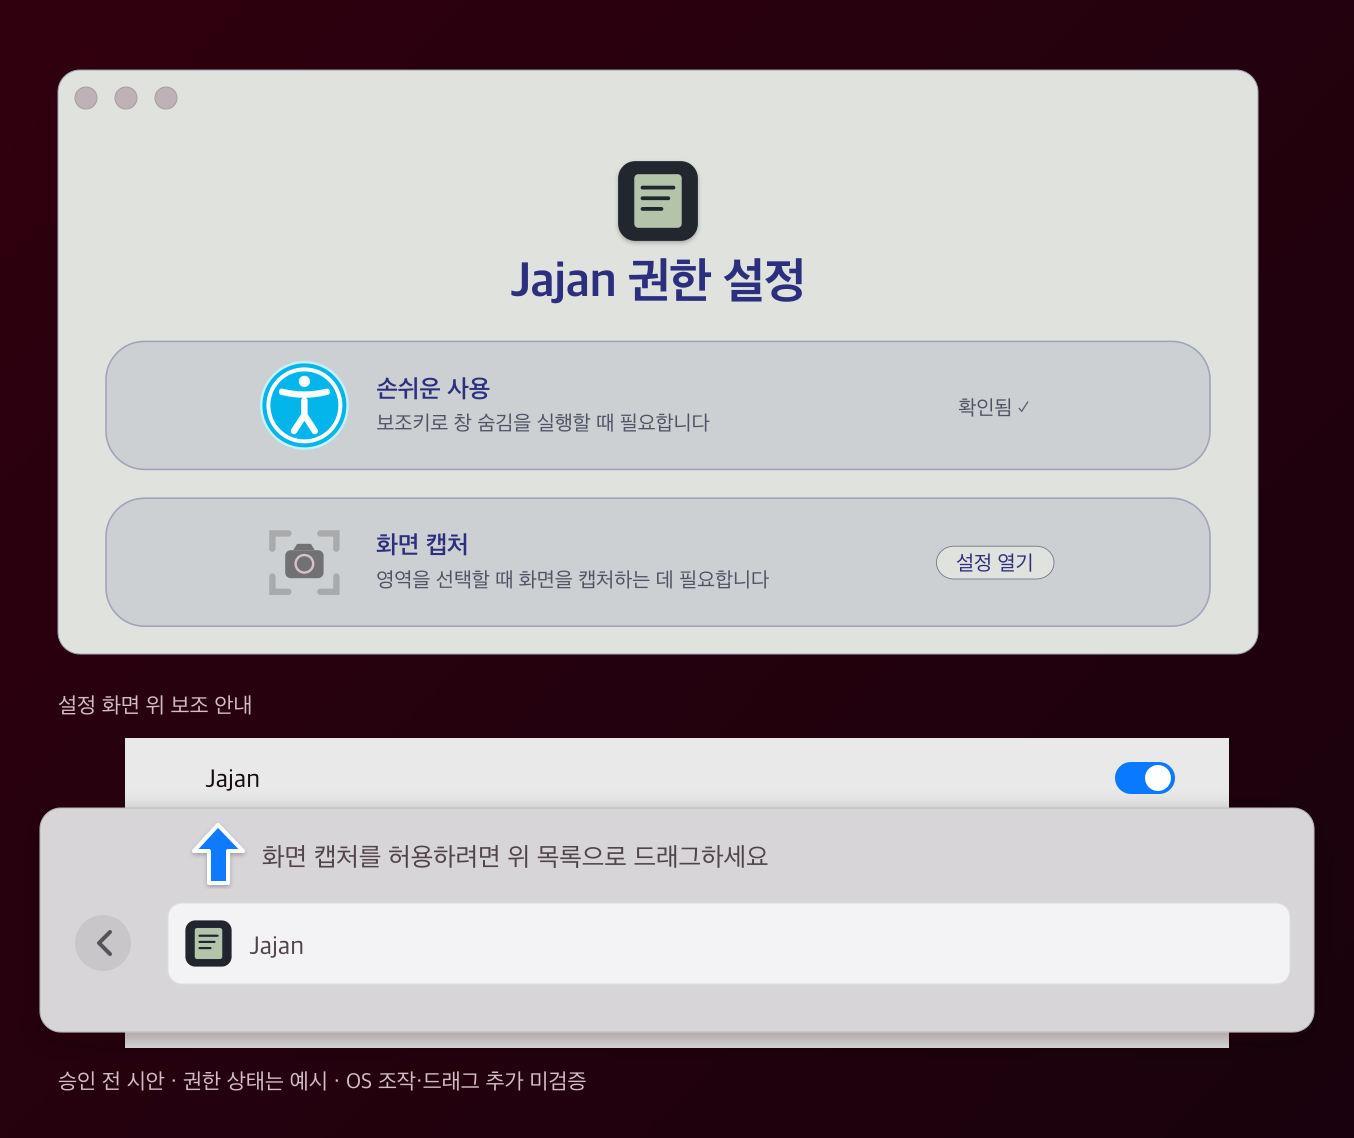 Jajan 권한 설정
손쉬운 사용
보조키로 창 숨김을 실행할 때 필요합니다
확인됨 ✓
화면 캡처
영역을 선택할 때 화면을 캡처하는 데 필요합니다
설정 열기
설정 화면 위 보조 안내
Jajan
화면 캡처를 허용하려면 위 목록으로 드래그하세요
Jajan
승인 전 시안 · 권한 상태는 예시 · OS 조작·드래그 추가 미검증